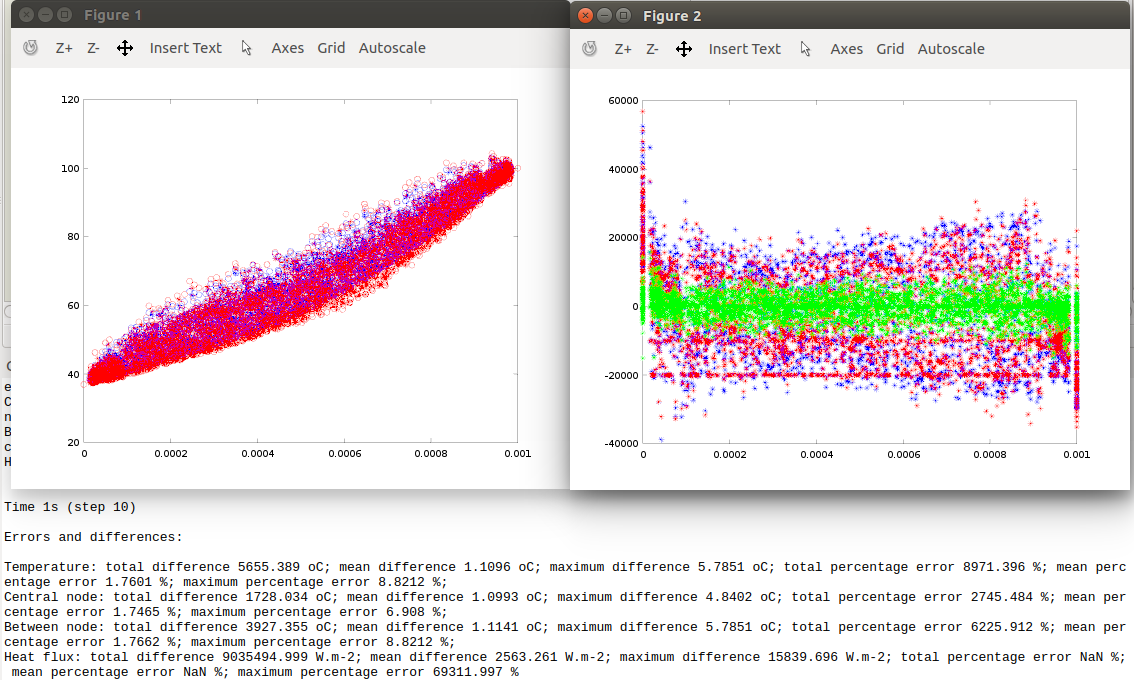 Figure 1
Z+ Z- Insert Text Axes Grid Autoscale
120
100
80
60
40
20
0 0.0002 0.0004 0.0006 0.0008 0.001
Figure 2
Z+ Z- Insert Text Axes Grid Autoscale
60000
40000
20000
0
-20000
-40000
0 0.0002 0.0004 0.0006 0.0008 0.001
e
C
n
B
c
H
Time 1s (step 10)
Errors and differences:
Temperature: total difference 5655.389 oC; mean difference 1.1096 oC; maximum difference 5.7851 oC; total percentage error 8971.396 %; mean perc
entage error 1.7601 %; maximum percentage error 8.8212 %;
Central node: total difference 1728.034 oC; mean difference 1.0993 oC; maximum difference 4.8402 oC; total percentage error 2745.484 %; mean per
centage error 1.7465 %; maximum percentage error 6.908 %;
Between node: total difference 3927.355 oC; mean difference 1.1141 oC; maximum difference 5.7851 oC; total percentage error 6225.912 %; mean per
centage error 1.7662 %; maximum percentage error 8.8212 %;
Heat flux: total difference 9035494.999 W.m-2; mean difference 2563.261 W.m-2; maximum difference 15839.696 W.m-2; total percentage error NaN %;
mean percentage error NaN %; maximum percentage error 69311.997 %